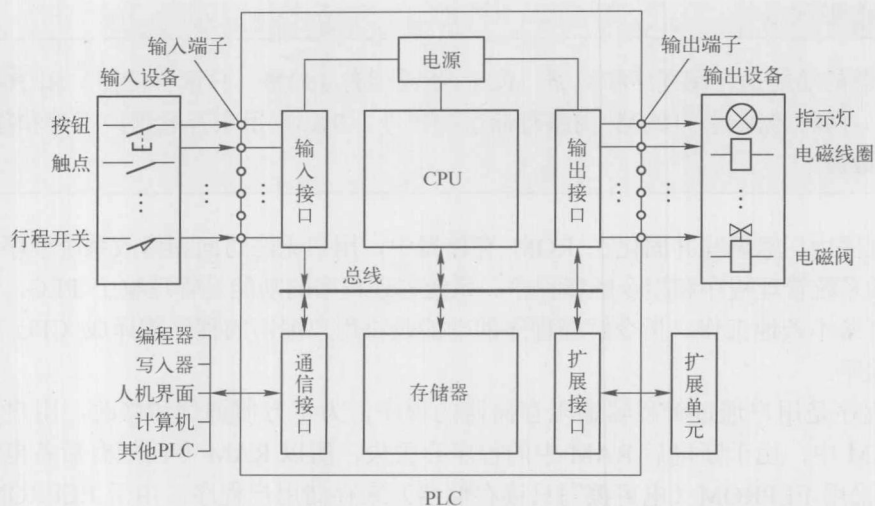 电源
输入端子
输出端子
输入设备
输出设备
按钮
触点
行程开关
输入接口
CPU
输出接口
指示灯
电磁线圈
电磁阀
总线
编程器
写入器
人机界面
计算机
其他PLC
通信接口
存储器
扩展接口
扩展单元
PLC